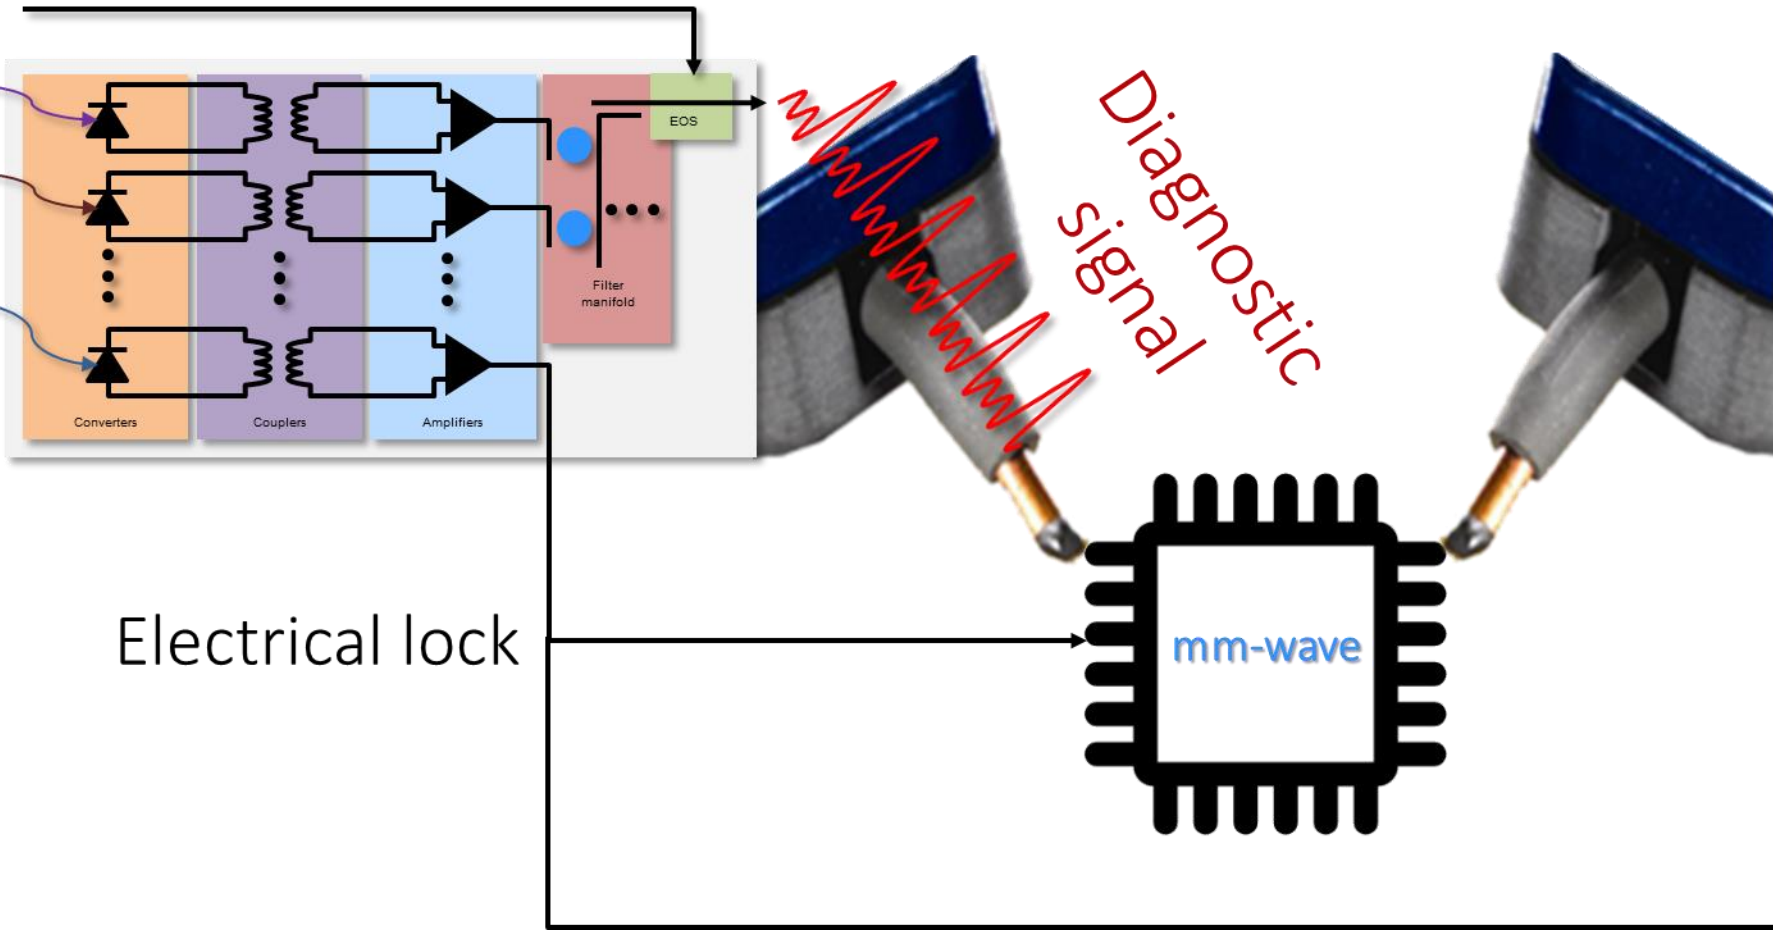 EOS
Filter
manifold
Converters
Couplers
Amplifiers
Diagnostic
signal
Electrical lock
mm-wave